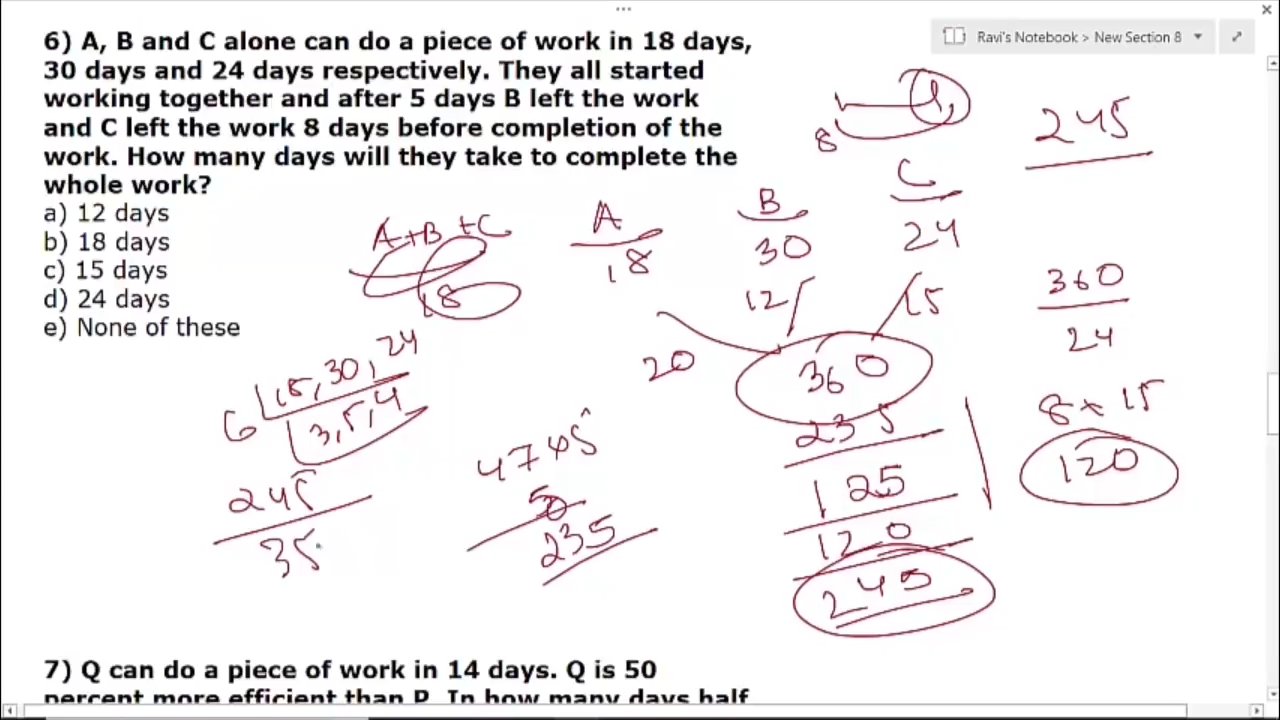 6) A, B and C alone can do a piece of work in 18 days,
30 days and 24 days respectively. They all started
working together and after 5 days B left the work
and C left the work 8 days before completion of the
work. How many days will they take to complete the
whole work?
a) 12 days
b) 18 days
c) 15 days
d) 24 days
e) None of these
Ravi's Notebook > New Section 8
8
245
A+B+C
18
A
18
B
30
C
24
12
15
20
360
360
24
6
18, 30, 24
3, 5, 4
235
125
120
245
8 × 15
120
245
35
47×5
235
7) Q can do a piece of work in 14 days. Q is 50
percent more efficient than P. In how many days half